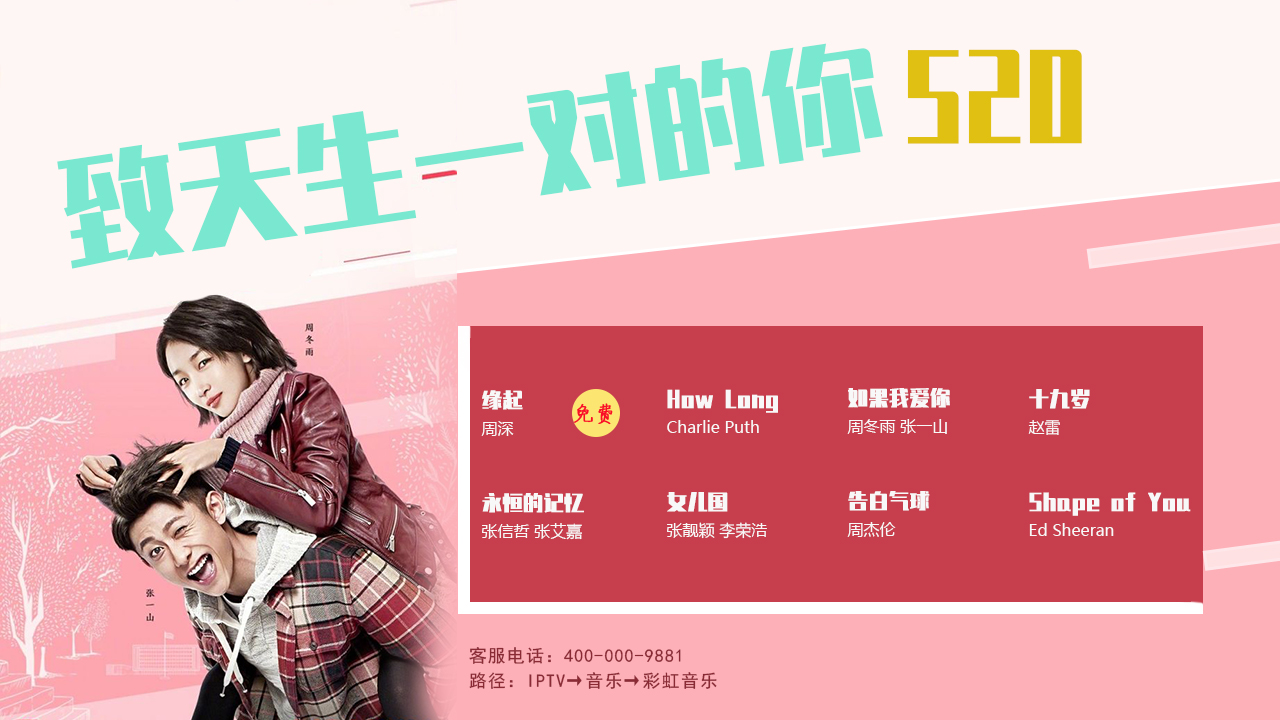 致天生一对的你 520
周冬雨
张一山
缘起
周深
免费
How Long
Charlie Puth
如果我爱你
周冬雨 张一山
十九岁
赵雷
永恒的记忆
张信哲 张艾嘉
女儿国
张靓颖 李荣浩
告白气球
周杰伦
Shape of You
Ed Sheeran
客服电话：400-000-9881
路径：IPTV→音乐→彩虹音乐